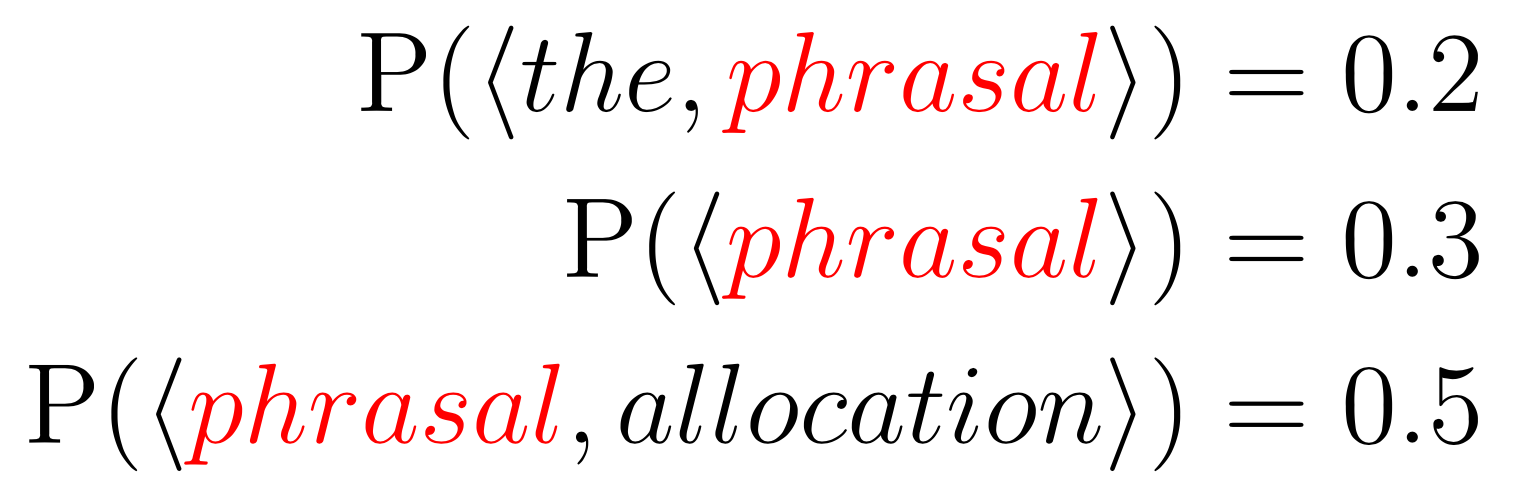 P(⟨the, phrasal⟩) = 0.2
P(⟨phrasal⟩) = 0.3
P(⟨phrasal, allocation⟩) = 0.5